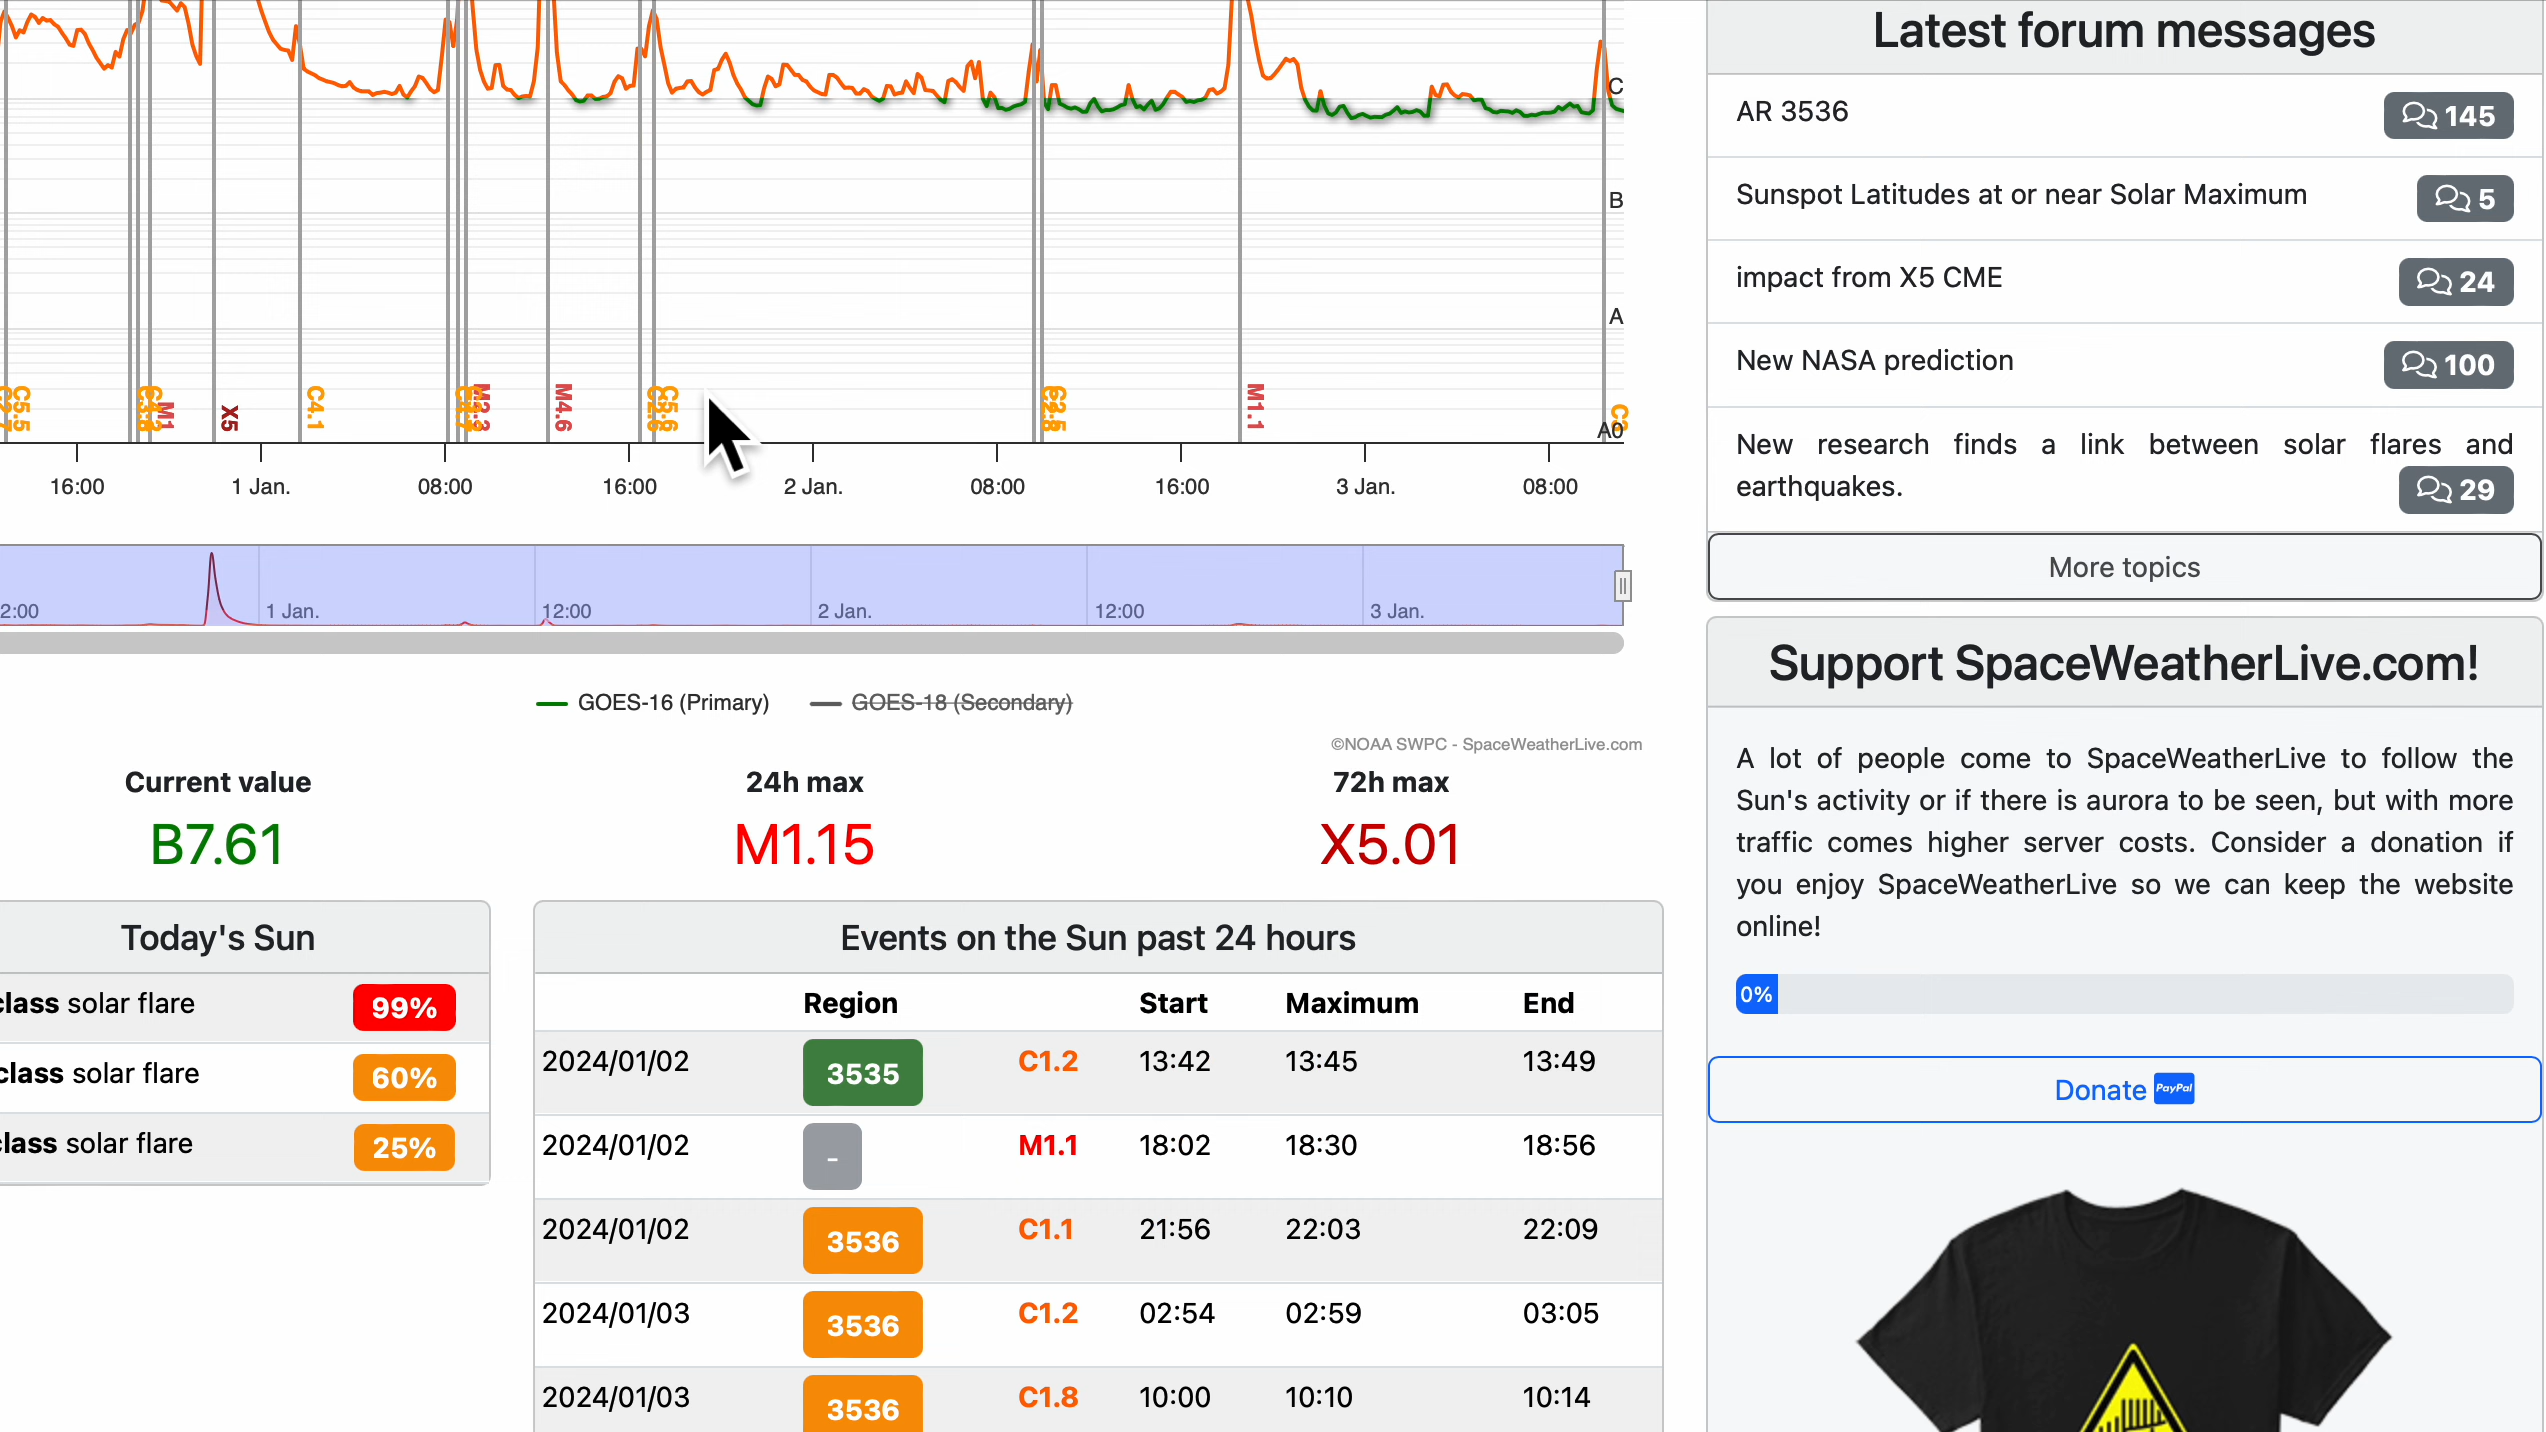 C
B
A
A0
C5.5
M1
X5
C4.1
M4.6
C5.6
M1.1
16:00
1 Jan.
08:00
16:00
2 Jan.
08:00
16:00
3 Jan.
08:00
2:00
1 Jan.
12:00
2 Jan.
12:00
3 Jan.
GOES-16 (Primary)
GOES-18 (Secondary)
©NOAA SWPC - SpaceWeatherLive.com
Current value
24h max
72h max
B7.61
M1.15
X5.01
Today's Sun
class solar flare 99%
class solar flare 60%
class solar flare 25%
Events on the Sun past 24 hours
Region Start Maximum End
2024/01/02 3535 C1.2 13:42 13:45 13:49
2024/01/02 - M1.1 18:02 18:30 18:56
2024/01/02 3536 C1.1 21:56 22:03 22:09
2024/01/03 3536 C1.2 02:54 02:59 03:05
2024/01/03 3536 C1.8 10:00 10:10 10:14
Latest forum messages
AR 3536 145
Sunspot Latitudes at or near Solar Maximum 5
impact from X5 CME 24
New NASA prediction 100
New research finds a link between solar flares and
earthquakes. 29
More topics
Support SpaceWeatherLive.com!
A lot of people come to SpaceWeatherLive to follow the
Sun's activity or if there is aurora to be seen, but with more
traffic comes higher server costs. Consider a donation if
you enjoy SpaceWeatherLive so we can keep the website
online!
0%
Donate PayPal